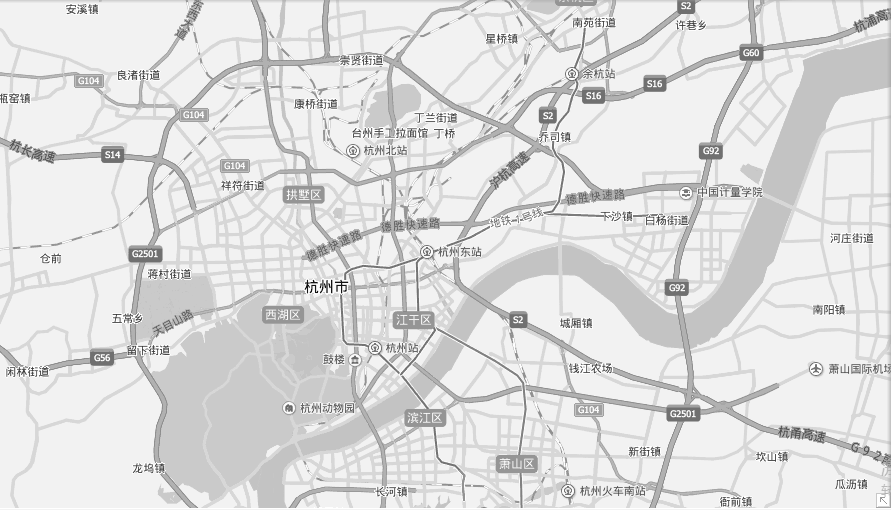 安溪镇
南苑街道
S2
许巷乡
杭浦高速
星桥镇
G60
崇贤街道
良渚街道
G104
余杭站
S16
S16
瓶窑镇
康桥街道
G104
S2
丁兰街道
台州手工拉面馆
丁桥
乔司镇
杭州北站
杭长高速
S14
G92
G104
沪杭高速
祥符街道
拱墅区
德胜快速路
中国计量学院
地铁1号线
下沙镇
白杨街道
德胜快速路
德胜快速路
河庄街道
G2501
杭州东站
仓前
蒋村街道
杭州市
G92
西湖区
江干区
S2
城厢镇
南阳镇
五常乡
天目山路
留下街道
杭州站
G56
鼓楼
闲林街道
钱江农场
萧山国际机场
杭州动物园
滨江区
G104
G2501
杭甬高速
G92
新街镇
坎山镇
龙坞镇
萧山区
瓜沥镇
长河镇
杭州火车南站
衙前镇